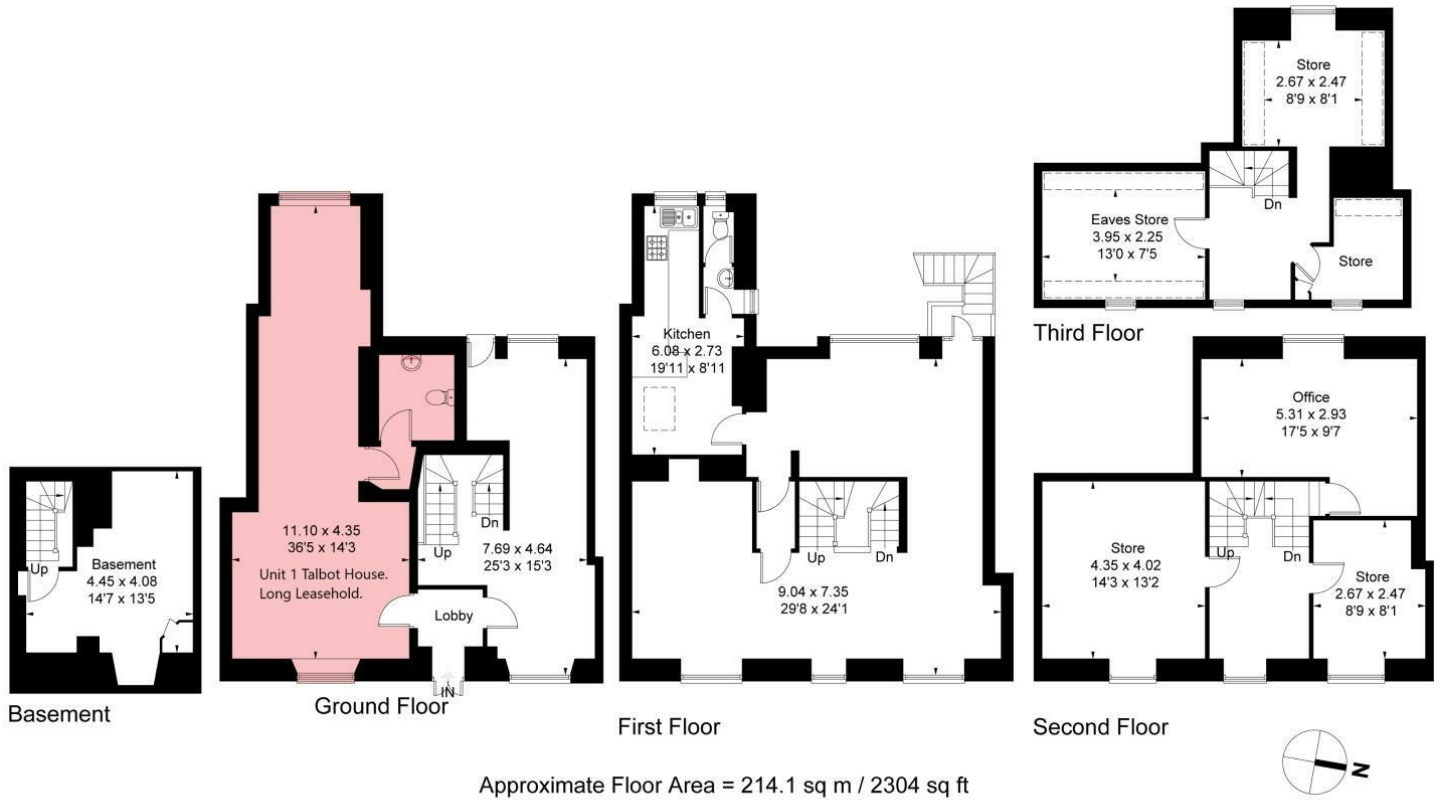 Basement
4.45 x 4.08
14'7 x 13'5
Up
Basement
11.10 x 4.35
36'5 x 14'3
Unit 1 Talbot House.
Long Leasehold.
Up
Dn
7.69 x 4.64
25'3 x 15'3
Lobby
IN
Ground Floor
Kitchen
6.08 x 2.73
19'11 x 8'11
Up
Dn
9.04 x 7.35
29'8 x 24'1
First Floor
Store
2.67 x 2.47
8'9 x 8'1
Eaves Store
3.95 x 2.25
13'0 x 7'5
Dn
Store
Third Floor
Office
5.31 x 2.93
17'5 x 9'7
Store
4.35 x 4.02
14'3 x 13'2
Up
Dn
Store
2.67 x 2.47
8'9 x 8'1
Second Floor
N
Approximate Floor Area = 214.1 sq m / 2304 sq ft